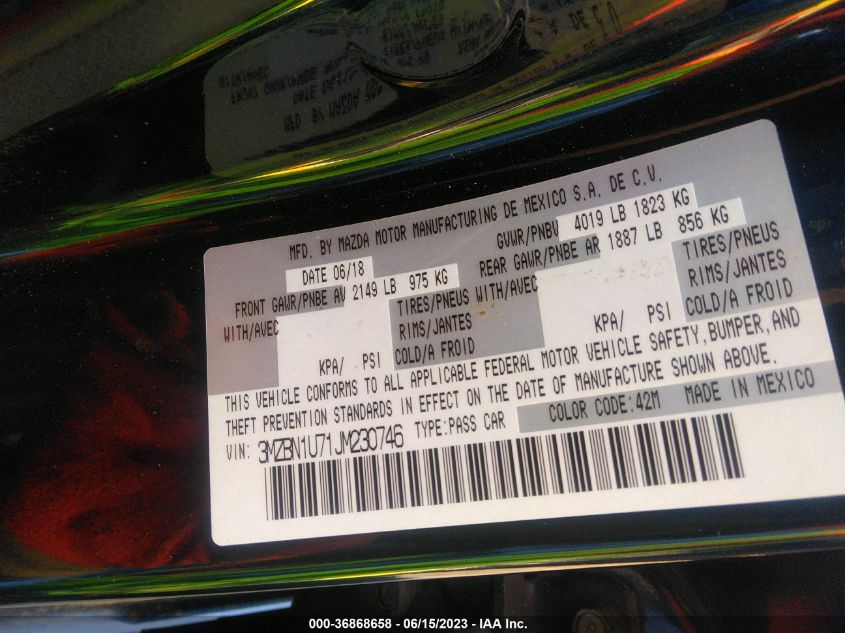 MFD. BY MAZDA MOTOR MANUFACTURING DE MEXICO S.A. DE C.V.
DATE 06/18 GVWR/PNBV 4019 LB 1823 KG
FRONT GAWR/PNBE AV 2149 LB 975 KG REAR GAWR/PNBE AR 1887 LB 856 KG
WITH/AVEC TIRES/PNEUS WITH/AVEC TIRES/PNEUS
RIMS/JANTES RIMS/JANTES
KPA/ PSI COLD/A FROID KPA/ PSI COLD/A FROID
THIS VEHICLE CONFORMS TO ALL APPLICABLE FEDERAL MOTOR VEHICLE SAFETY,BUMPER,AND
THEFT PREVENTION STANDARDS IN EFFECT ON THE DATE OF MANUFACTURE SHOWN ABOVE.
VIN: 3MZBN1U71JM230746 TYPE:PASS CAR COLOR CODE:42M MADE IN MEXICO
000-36868658 - 06/15/2023 - IAA Inc.